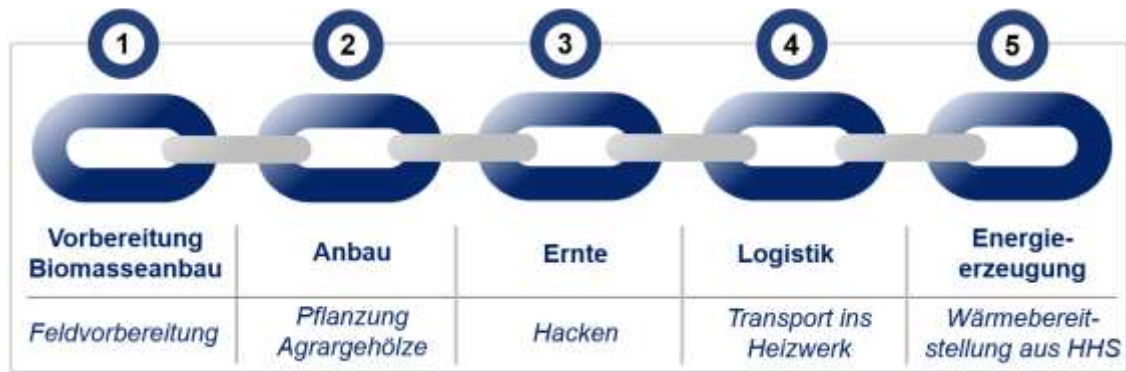 1
2
3
4
5
Vorbereitung
Biomasseanbau
Anbau
Ernte
Logistik
Energie-
erzeugung
Feldvorbereitung
Pflanzung
Agrargehölze
Hacken
Transport ins
Heizwerk
Wärmebereit-
stellung aus HHS